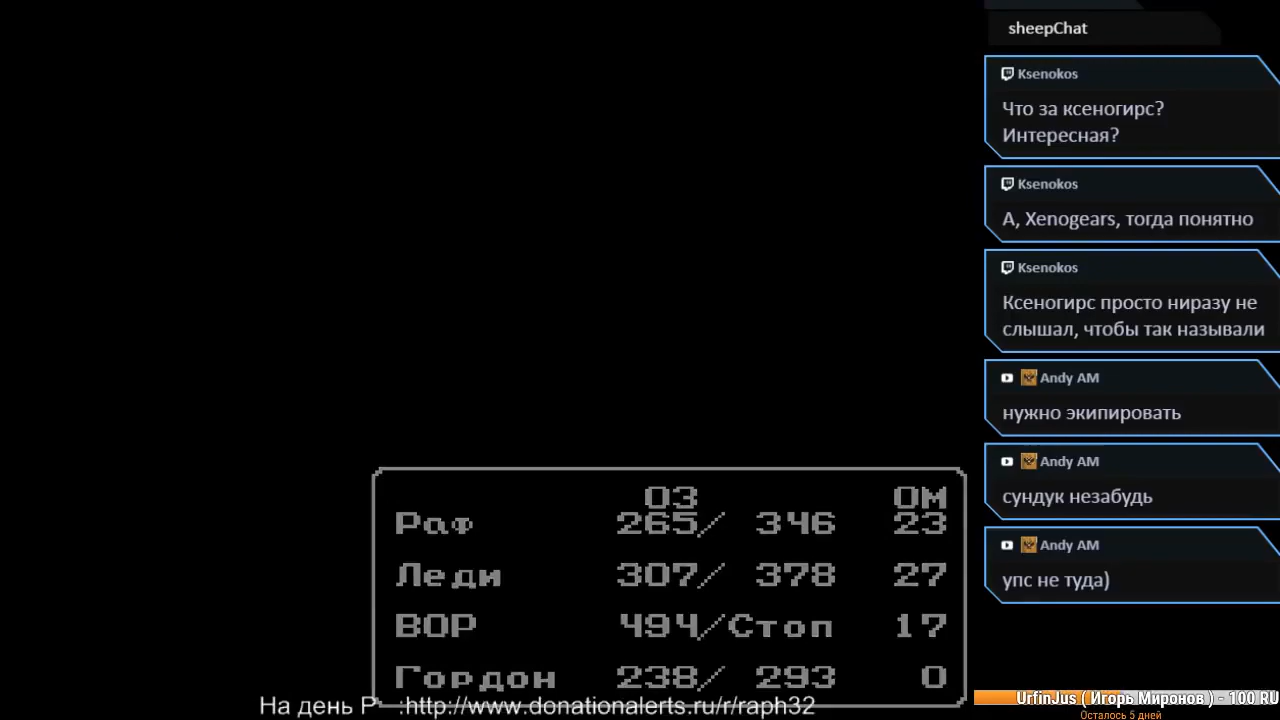 sheepChat
Ksenokos
Что за ксеногирс?
Интересная?
Ksenokos
А, Xenogears, тогда понятно
Ksenokos
Ксеногирс просто ниразу не
слышал, чтобы так называли
Andy AM
нужно экипировать
Andy AM
сундук незабудь
Andy AM
упс не туда)
ОЗ ОМ
Раф 265/ 346 23
Леди 307/ 378 27
ВОР 494/Стоп 17
Гордон 238/ 293 0
На день Р :http://www.donationalerts.ru/r/raph32
UrfinJus ( Игорь Миронов ) - 100 RU
Осталось 5 дней